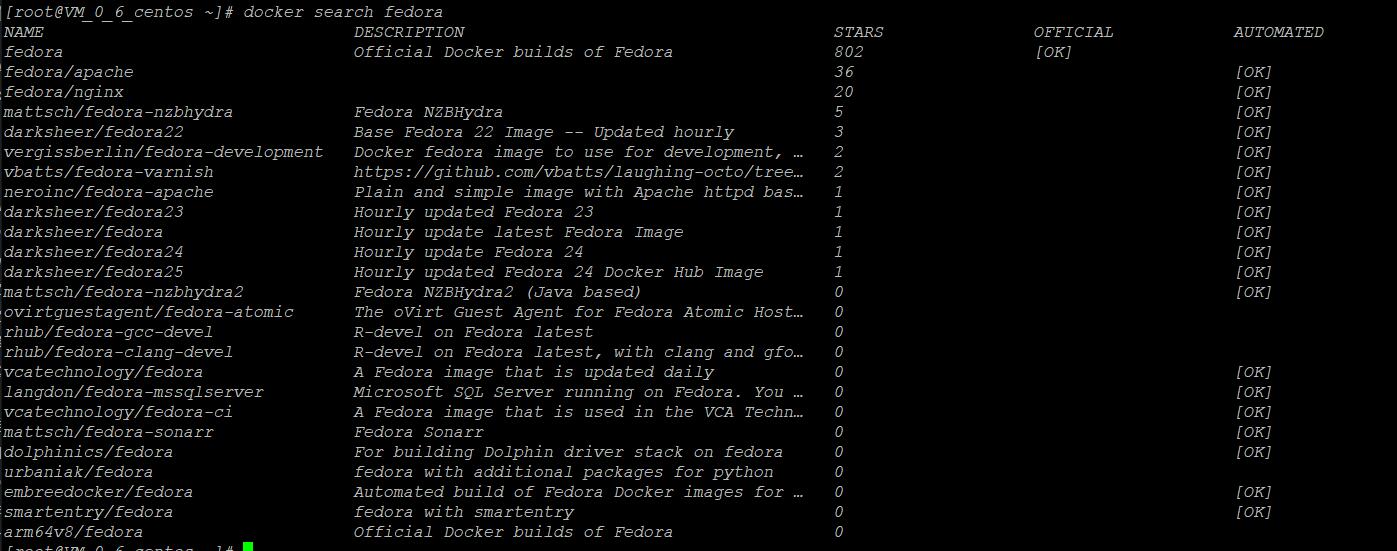 [root@VM_0_6_centos ~]# docker search fedora
NAME DESCRIPTION STARS OFFICIAL AUTOMATED
fedora Official Docker builds of Fedora 802 [OK]
fedora/apache 36 [OK]
fedora/nginx 20 [OK]
mattsch/fedora-nzbhydra Fedora NZBHydra 5 [OK]
darksheer/fedora22 Base Fedora 22 Image -- Updated hourly 3 [OK]
vergissberlin/fedora-development Docker fedora image to use for development, … 2 [OK]
vbatts/fedora-varnish https://github.com/vbatts/laughing-octo/tree… 2 [OK]
neroinc/fedora-apache Plain and simple image with Apache httpd bas… 1 [OK]
darksheer/fedora23 Hourly updated Fedora 23 1 [OK]
darksheer/fedora Hourly update latest Fedora Image 1 [OK]
darksheer/fedora24 Hourly update Fedora 24 1 [OK]
darksheer/fedora25 Hourly updated Fedora 24 Docker Hub Image 1 [OK]
mattsch/fedora-nzbhydra2 Fedora NZBHydra2 (Java based) 0 [OK]
ovirtguestagent/fedora-atomic The oVirt Guest Agent for Fedora Atomic Host… 0
rhub/fedora-gcc-devel R-devel on Fedora latest 0
rhub/fedora-clang-devel R-devel on Fedora latest, with clang and gfo… 0
vcatechnology/fedora A Fedora image that is updated daily 0 [OK]
langdon/fedora-mssqlserver Microsoft SQL Server running on Fedora. You … 0 [OK]
vcatechnology/fedora-ci A Fedora image that is used in the VCA Techn… 0 [OK]
mattsch/fedora-sonarr Fedora Sonarr 0 [OK]
dolphinics/fedora For building Dolphin driver stack on fedora 0 [OK]
urbaniak/fedora fedora with additional packages for python 0
embreedocker/fedora Automated build of Fedora Docker images for … 0 [OK]
smartentry/fedora fedora with smartentry 0 [OK]
arm64v8/fedora Official Docker builds of Fedora 0
[root@VM_0_6_centos ~]#